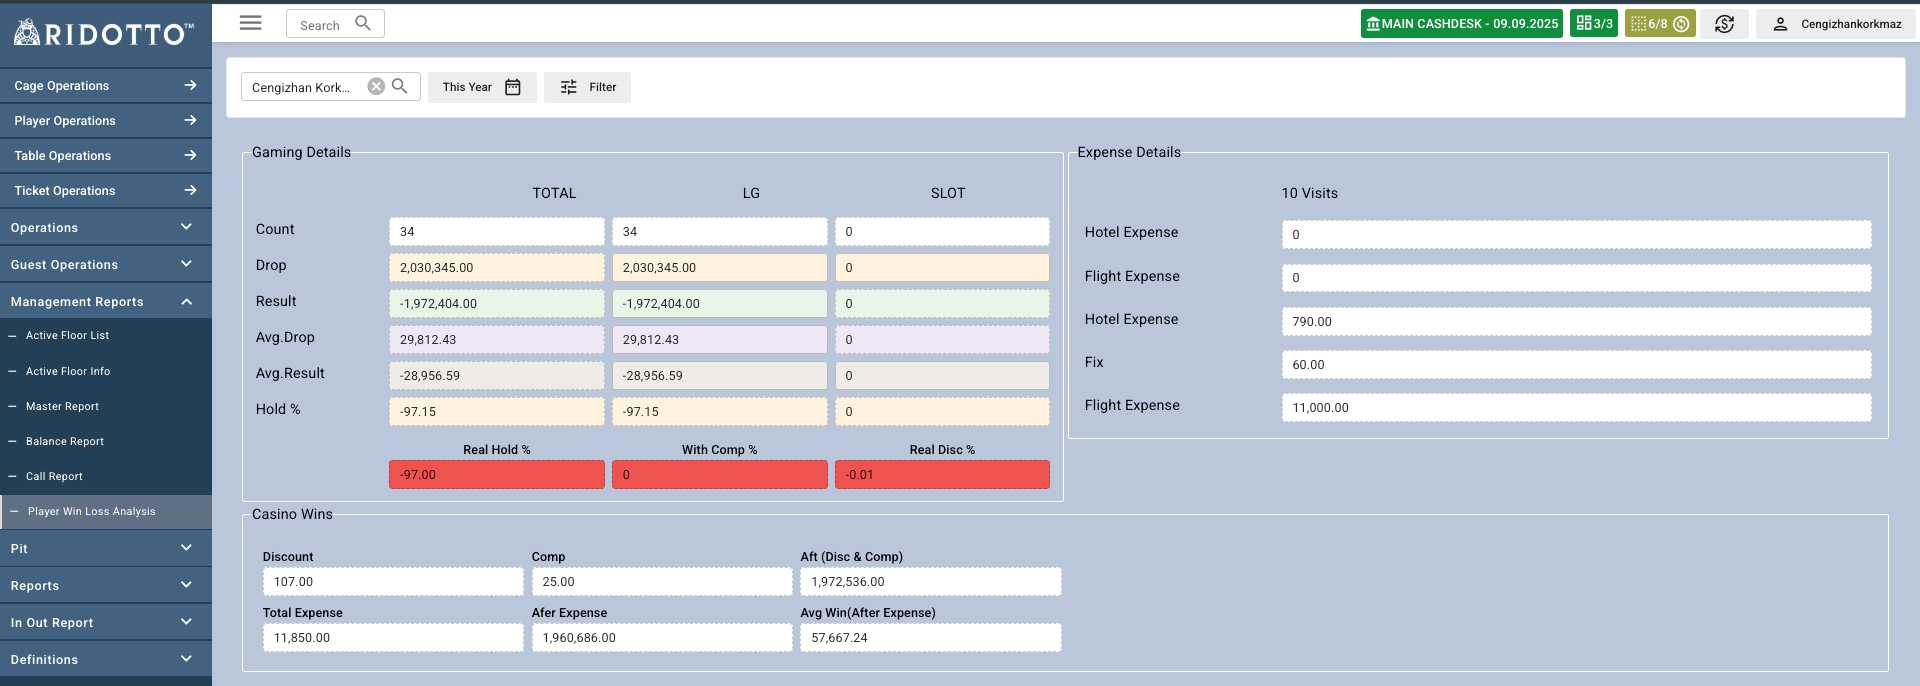 RIDOTTO™
Search
MAIN CASHDESK - 09.09.2025
3/3
6/8
Cengizhankorkmaz
Cage Operations
Player Operations
Table Operations
Ticket Operations
Operations
Guest Operations
Management Reports
Active Floor List
Active Floor Info
Master Report
Balance Report
Call Report
Player Win Loss Analysis
Pit
Reports
In Out Report
Definitions
Cengizhan Kork...
This Year
Filter
Gaming Details
TOTAL LG SLOT
Count 34 34 0
Drop 2,030,345.00 2,030,345.00 0
Result -1,972,404.00 -1,972,404.00 0
Avg.Drop 29,812.43 29,812.43 0
Avg.Result -28,956.59 -28,956.59 0
Hold % -97.15 -97.15 0
Real Hold % With Comp % Real Disc %
-97.00 0 -0.01
Expense Details
10 Visits
Hotel Expense 0
Flight Expense 0
Hotel Expense 790.00
Fix 60.00
Flight Expense 11,000.00
Casino Wins
Discount Comp Aft (Disc & Comp)
107.00 25.00 1,972,536.00
Total Expense Afer Expense Avg Win(After Expense)
11,850.00 1,960,686.00 57,667.24